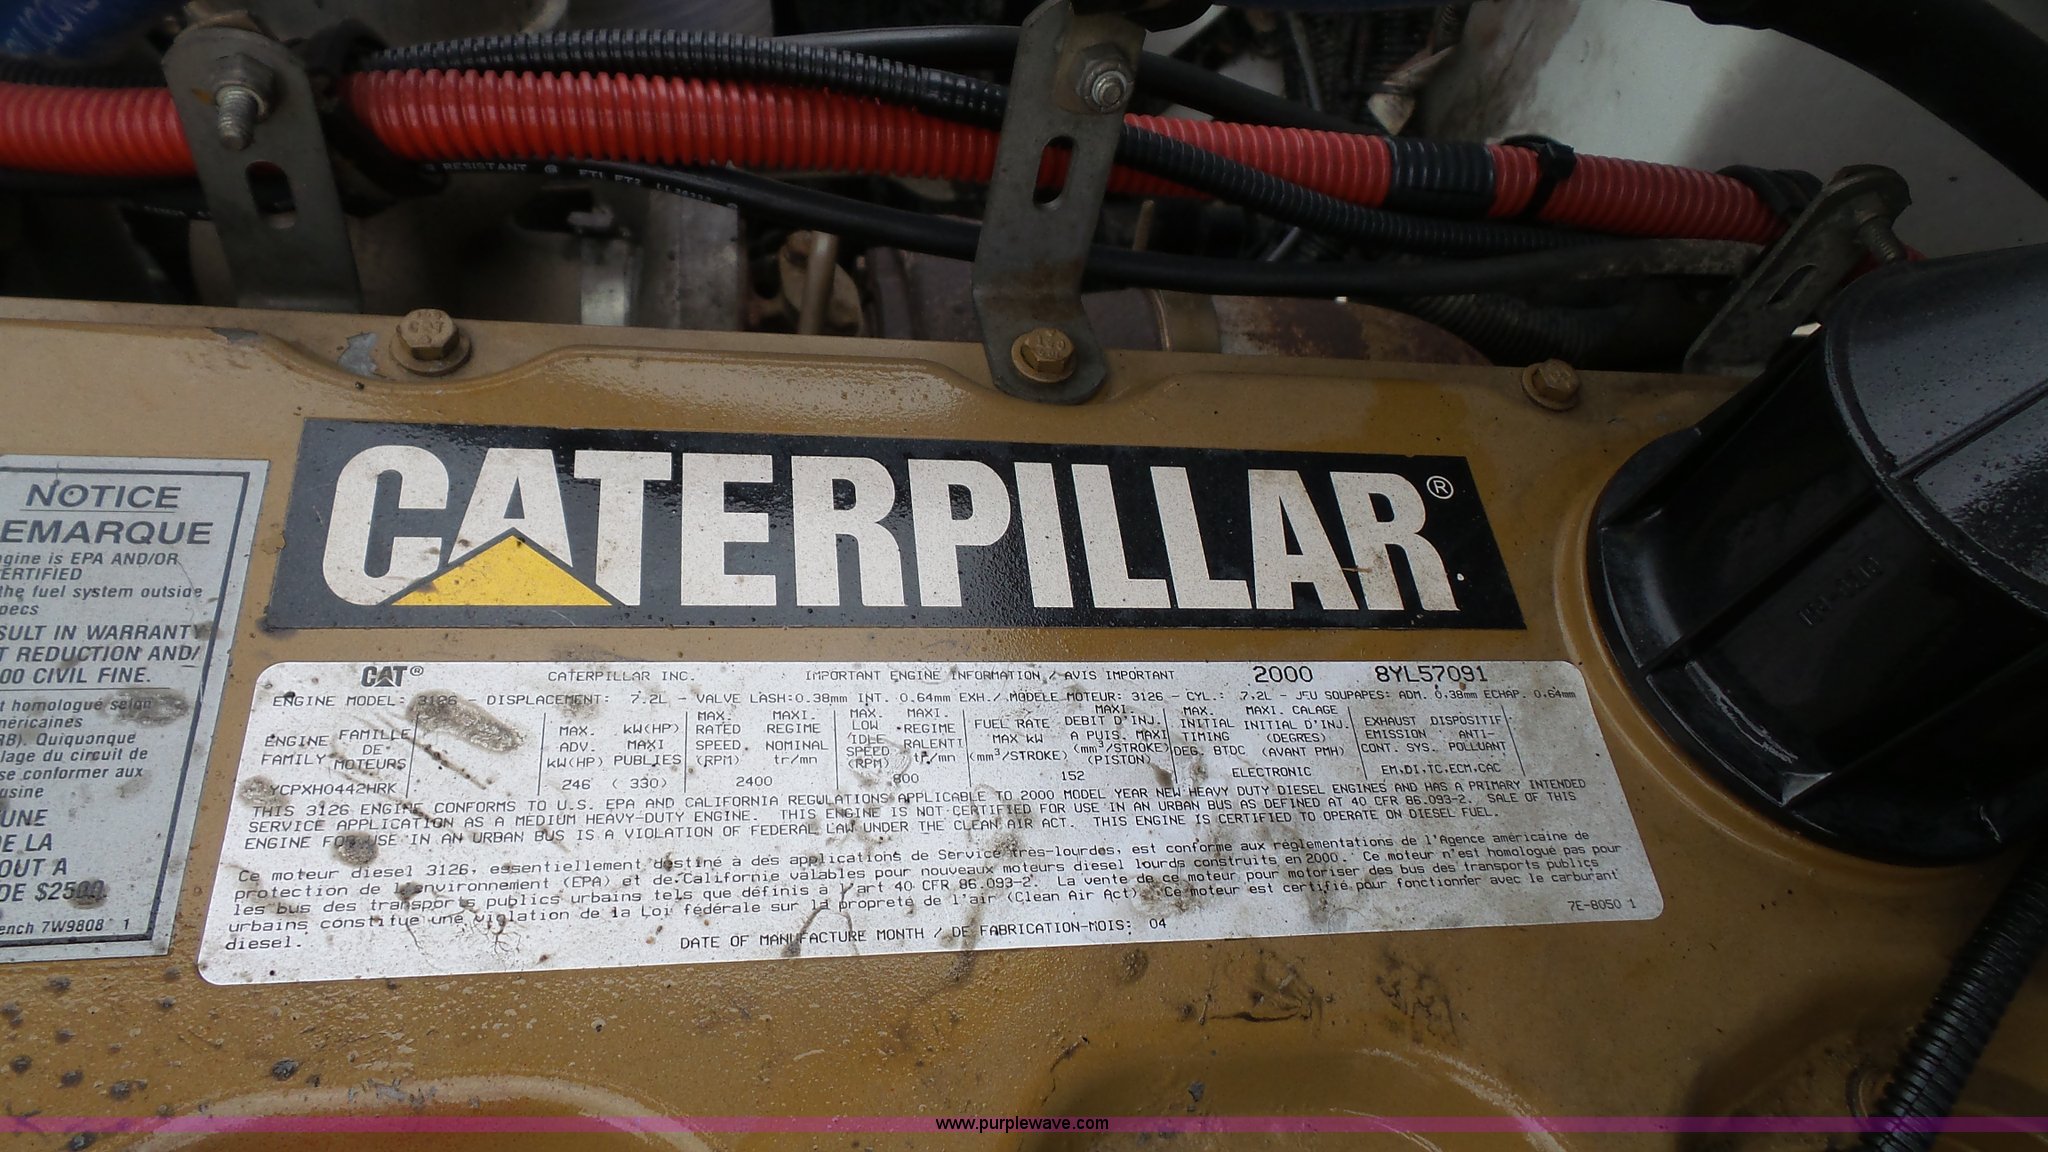 RESISTANT
NOTICE
EMARQUE
ngine is EPA AND/OR
ERTIFIED
the fuel system outside
pecs
SULT IN WARRANTY
T REDUCTION AND/
00 CIVIL FINE.
t homologué selon
méricaines
RB). Quiquonque
lage du circuit de
se conformer aux
usine
UNE
DE LA
OUT A
DE $2500
ench 7W9808 1
CATERPILLAR®
CAT® CATERPILLAR INC. IMPORTANT ENGINE INFORMATION / AVIS IMPORTANT 2000 8YL57091
ENGINE MODEL: 3126 - DISPLACEMENT: 7.2L - VALVE LASH:0.38mm INT. 0.64mm EXH./ MODELE MOTEUR: 3126 - CYL.: 7.2L - JEU SOUPAPES: ADM. 0.38mm ECHAP. 0.64mm
ENGINE FAMILLE
DE
FAMILY MOTEURS
YCPXH0442HRK
MAX. kW(HP)
ADV. MAXI
kW(HP) PUBLIES
246 ( 330)
MAX. MAXI.
RATED REGIME
SPEED NOMINAL
(RPM) tr/mn
2400
MAX. MAXI.
LOW REGIME
IDLE RALENTI
SPEED tr/mn
(RPM)
800
MAXI.
FUEL RATE DEBIT D'INJ.
MAX kW A PUIS. MAXI
(mm³/STROKE) (mm³/STROKE)
(PISTON)
152
MAX. MAXI. CALAGE
INITIAL INITIAL D'INJ.
TIMING (DEGRES)
DEG. BTDC (AVANT PMH)
ELECTRONIC
EXHAUST DISPOSITIF
EMISSION ANTI-
CONT. SYS. POLLUANT
EM,DI,TC,ECM,CAC
THIS 3126 ENGINE CONFORMS TO U.S. EPA AND CALIFORNIA REGULATIONS APPLICABLE TO 2000 MODEL YEAR NEW HEAVY DUTY DIESEL ENGINES AND HAS A PRIMARY INTENDED
SERVICE APPLICATION AS A MEDIUM HEAVY-DUTY ENGINE. THIS ENGINE IS NOT CERTIFIED FOR USE IN AN URBAN BUS AS DEFINED AT 40 CFR 86.093-2. SALE OF THIS
ENGINE FOR USE IN AN URBAN BUS IS A VIOLATION OF FEDERAL LAW UNDER THE CLEAN AIR ACT. THIS ENGINE IS CERTIFIED TO OPERATE ON DIESEL FUEL.
Ce moteur diesel 3126, essentiellement destiné à des applications de Service très-lourdes, est conforme aux réglementations de l'Agence américaine de
protection de l'environnement (EPA) et de Californie valables pour nouveaux moteurs diesel lourds construits en 2000. Ce moteur n'est homologué pas pour
les bus des transports publics urbains tels que définis à l'art 40 CFR 86.093-2. La vente de ce moteur pour motoriser des bus des transports publics
urbains constitue une violation de la Loi fédérale sur la propreté de l'air (Clean Air Act). Ce moteur est certifié pour fonctionner avec le carburant
diesel.
7E-8050 1
DATE OF MANUFACTURE MONTH / DE FABRICATION-MOIS: 04
www.purplewave.com